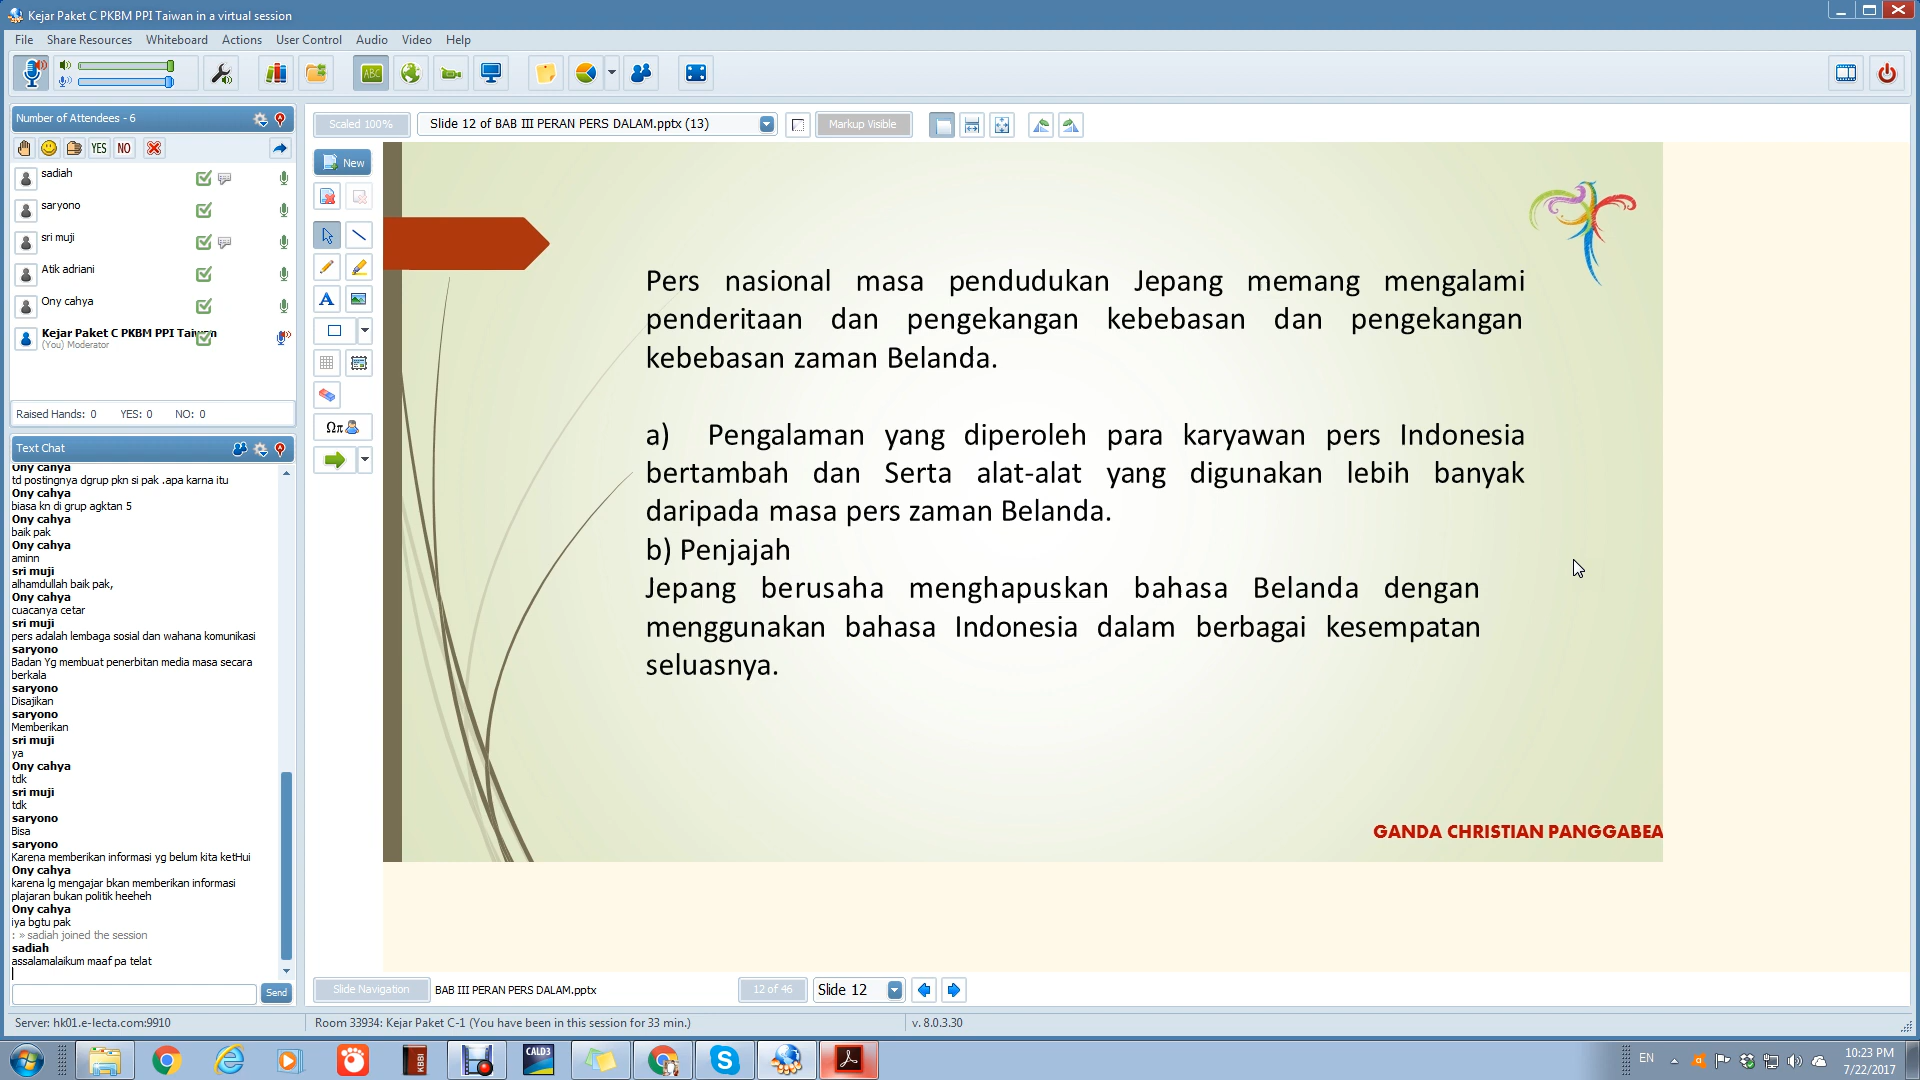 Kejar Paket C PKBM PPI Taiwan in a virtual session
File Share Resources Whiteboard Actions User Control Audio Video Help
ABC
Number of Attendees - 6
YES NO
sadiah
saryono
sri muji
Atik adriani
Ony cahya
Kejar Paket C PKBM PPI Taiwan
(You) Moderator
Raised Hands: 0 YES: 0 NO: 0
Text Chat
Ony cahya
td postingnya dgrup pkn si pak .apa karna itu
Ony cahya
biasa kn di grup agktan 5
Ony cahya
baik pak
Ony cahya
aminn
sri muji
alhamdullah baik pak,
Ony cahya
cuacanya cetar
sri muji
pers adalah lembaga sosial dan wahana komunikasi
saryono
Badan Yg membuat penerbitan media masa secara
berkala
saryono
Disajikan
saryono
Memberikan
sri muji
ya
Ony cahya
tdk
sri muji
tdk
saryono
Bisa
saryono
Karena memberikan informasi yg belum kita ketHui
Ony cahya
karena lg mengajar bkan memberikan informasi
plajaran bukan politik heeheh
Ony cahya
iya bgtu pak
: » sadiah joined the session
sadiah
assalamalaikum maaf pa telat
Send
Scaled 100%
Slide 12 of BAB III PERAN PERS DALAM.pptx (13)
Markup Visible
New
A
Ωπ
Pers nasional masa pendudukan Jepang memang mengalami
penderitaan dan pengekangan kebebasan dan pengekangan
kebebasan zaman Belanda.
a) Pengalaman yang diperoleh para karyawan pers Indonesia
bertambah dan Serta alat-alat yang digunakan lebih banyak
daripada masa pers zaman Belanda.
b) Penjajah
Jepang berusaha menghapuskan bahasa Belanda dengan
menggunakan bahasa Indonesia dalam berbagai kesempatan
seluasnya.
GANDA CHRISTIAN PANGGABEA
Slide Navigation
BAB III PERAN PERS DALAM.pptx
12 of 46
Slide 12
Server: hk01.e-lecta.com:9910
Room 33934: Kejar Paket C-1 (You have been in this session for 33 min.)
v. 8.0.3.30
KBBI
CALD3
EN
10:23 PM
7/22/2017